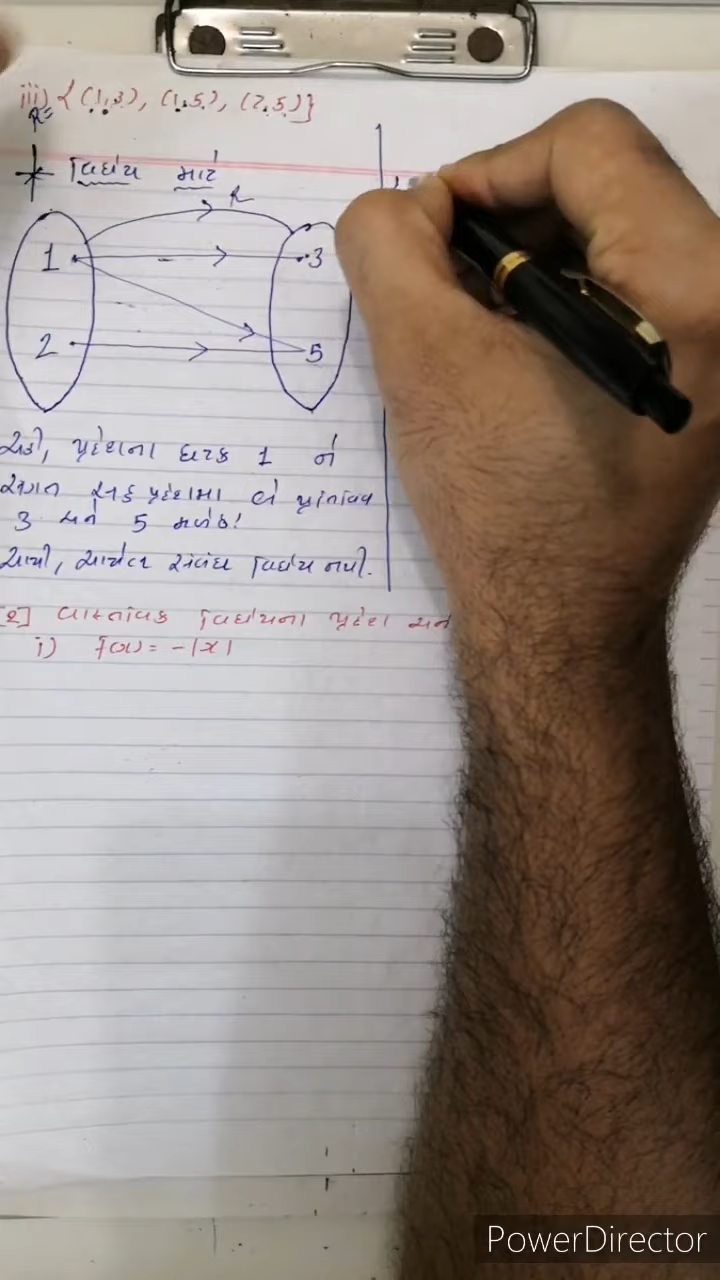 iii) {(1,3), (1,5), (2,5)}
R=
વિધેય માટે
R
1 3
2 5
અહીં, પ્રદેશના ઘટક 1 ને
સહપ્રદેશમાં બે પ્રતિબિંબ
3 અને 5 મળે છે.
આથી, આપેલ સંબંધ વિધેય નથી.
[2] વાસ્તવિક વિધેયના પ્રદેશ અને
i) f(x) = -|x|
PowerDirector